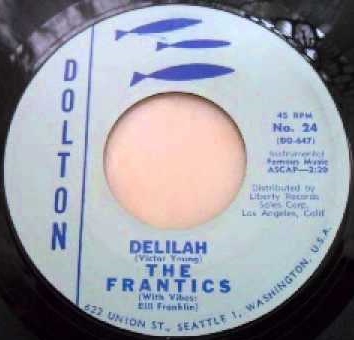 DOLTON
45 RPM
No. 24
(DO-647)
Instrumental
Famous Music
ASCAP-2:20
Distributed by
Liberty Records
Sales Corp.
Los Angeles, Calif
DELILAH
(Victor Young)
THE
FRANTICS
(With Vibes:
Bill Franklin)
622 UNION ST., SEATTLE 1, WASHINGTON, U.S.A.